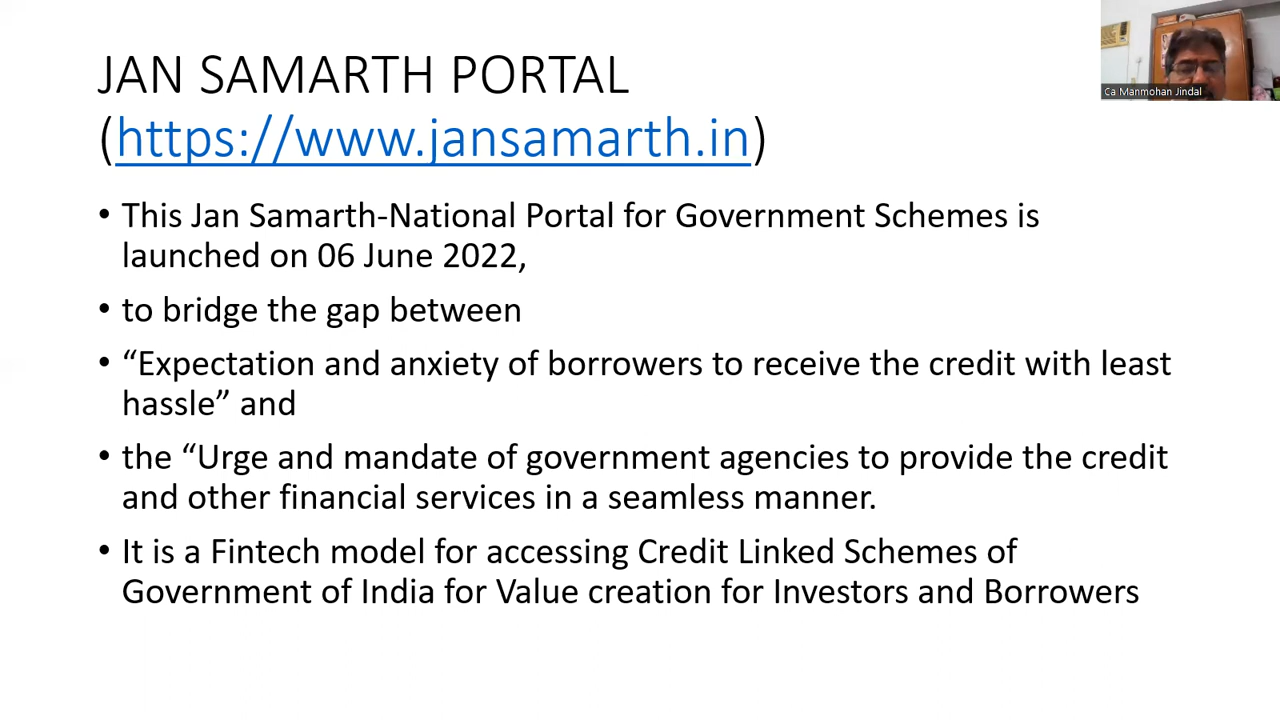 JAN SAMARTH PORTAL
(https://www.jansamarth.in)
Ca Manmohan Jindal
• This Jan Samarth-National Portal for Government Schemes is
launched on 06 June 2022,
• to bridge the gap between
• “Expectation and anxiety of borrowers to receive the credit with least
hassle” and
• the “Urge and mandate of government agencies to provide the credit
and other financial services in a seamless manner.
• It is a Fintech model for accessing Credit Linked Schemes of
Government of India for Value creation for Investors and Borrowers